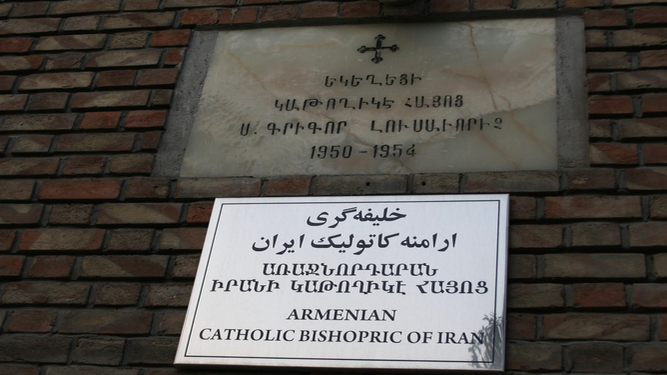 ԵԿԵՂԵՑԻ
ԿԱԹՈՂԻԿԷ ՀԱՅՈՑ
Ս. ԳՐԻԳՈՐ ԼՈՒՍԱՒՈՐԻՉ
1950-1954
خلیفه‌گری
ارامنه کاتولیک ایران
ԱՌԱՋՆՈՐԴԱՐԱՆ
ԻՐԱՆԻ ԿԱԹՈՂԻԿԷ ՀԱՅՈՑ
ARMENIAN
CATHOLIC BISHOPRIC OF IRAN